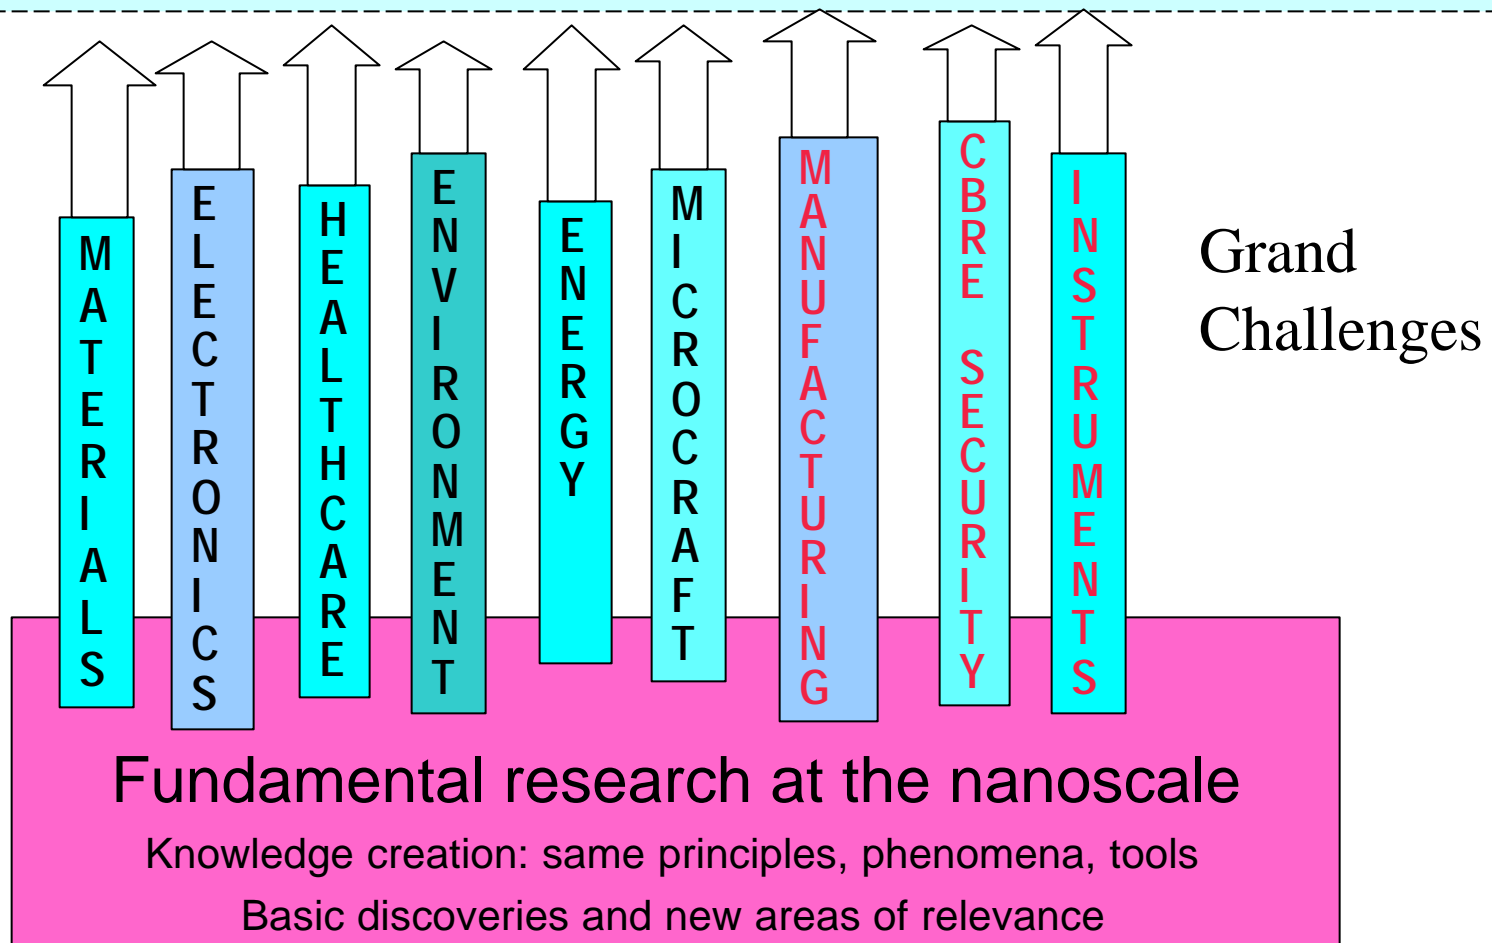 MATERIALS
ELECTRONICS
HEALTHCARE
ENVIRONMENT
ENERGY
MICROCRAFT
MANUFACTURING
CBRE SECURITY
INSTRUMENTS
Grand
Challenges
Fundamental research at the nanoscale
Knowledge creation: same principles, phenomena, tools
Basic discoveries and new areas of relevance